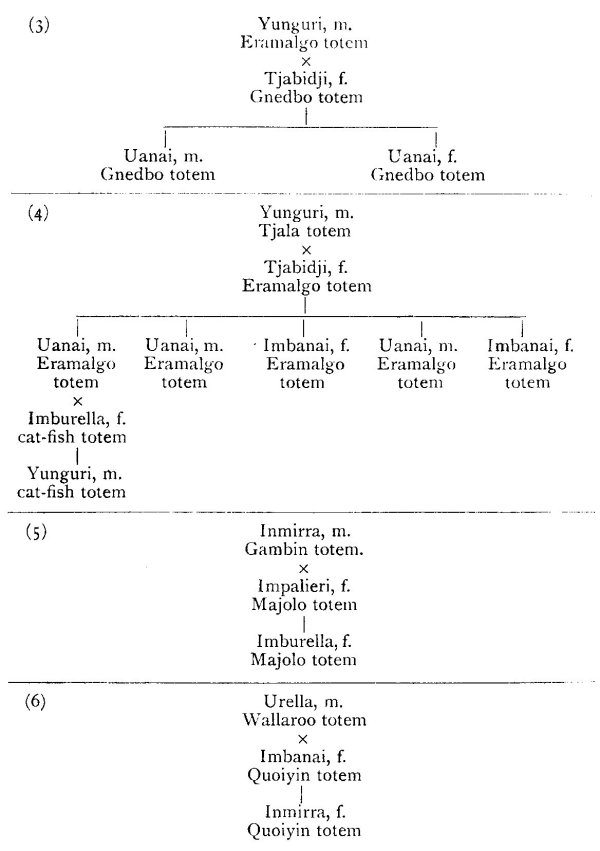 (3)
Yunguri, m.
Eramalgo totem
×
Tjabidji, f.
Gnedbo totem
Uanai, m.
Gnedbo totem
Uanai, f.
Gnedbo totem
(4)
Yunguri, m.
Tjala totem
×
Tjabidji, f.
Eramalgo totem
Uanai, m.
Eramalgo
totem
×
Imburella, f.
cat-fish totem
Yunguri, m.
cat-fish totem
Uanai, m.
Eramalgo
totem
Imbanai, f.
Eramalgo
totem
Uanai, m.
Eramalgo
totem
Imbanai, f.
Eramalgo
totem
(5)
Inmirra, m.
Gambin totem.
×
Impalieri, f.
Majolo totem
Imburella, f.
Majolo totem
(6)
Urella, m.
Wallaroo totem
×
Imbanai, f.
Quoiyin totem
Inmirra, f.
Quoiyin totem